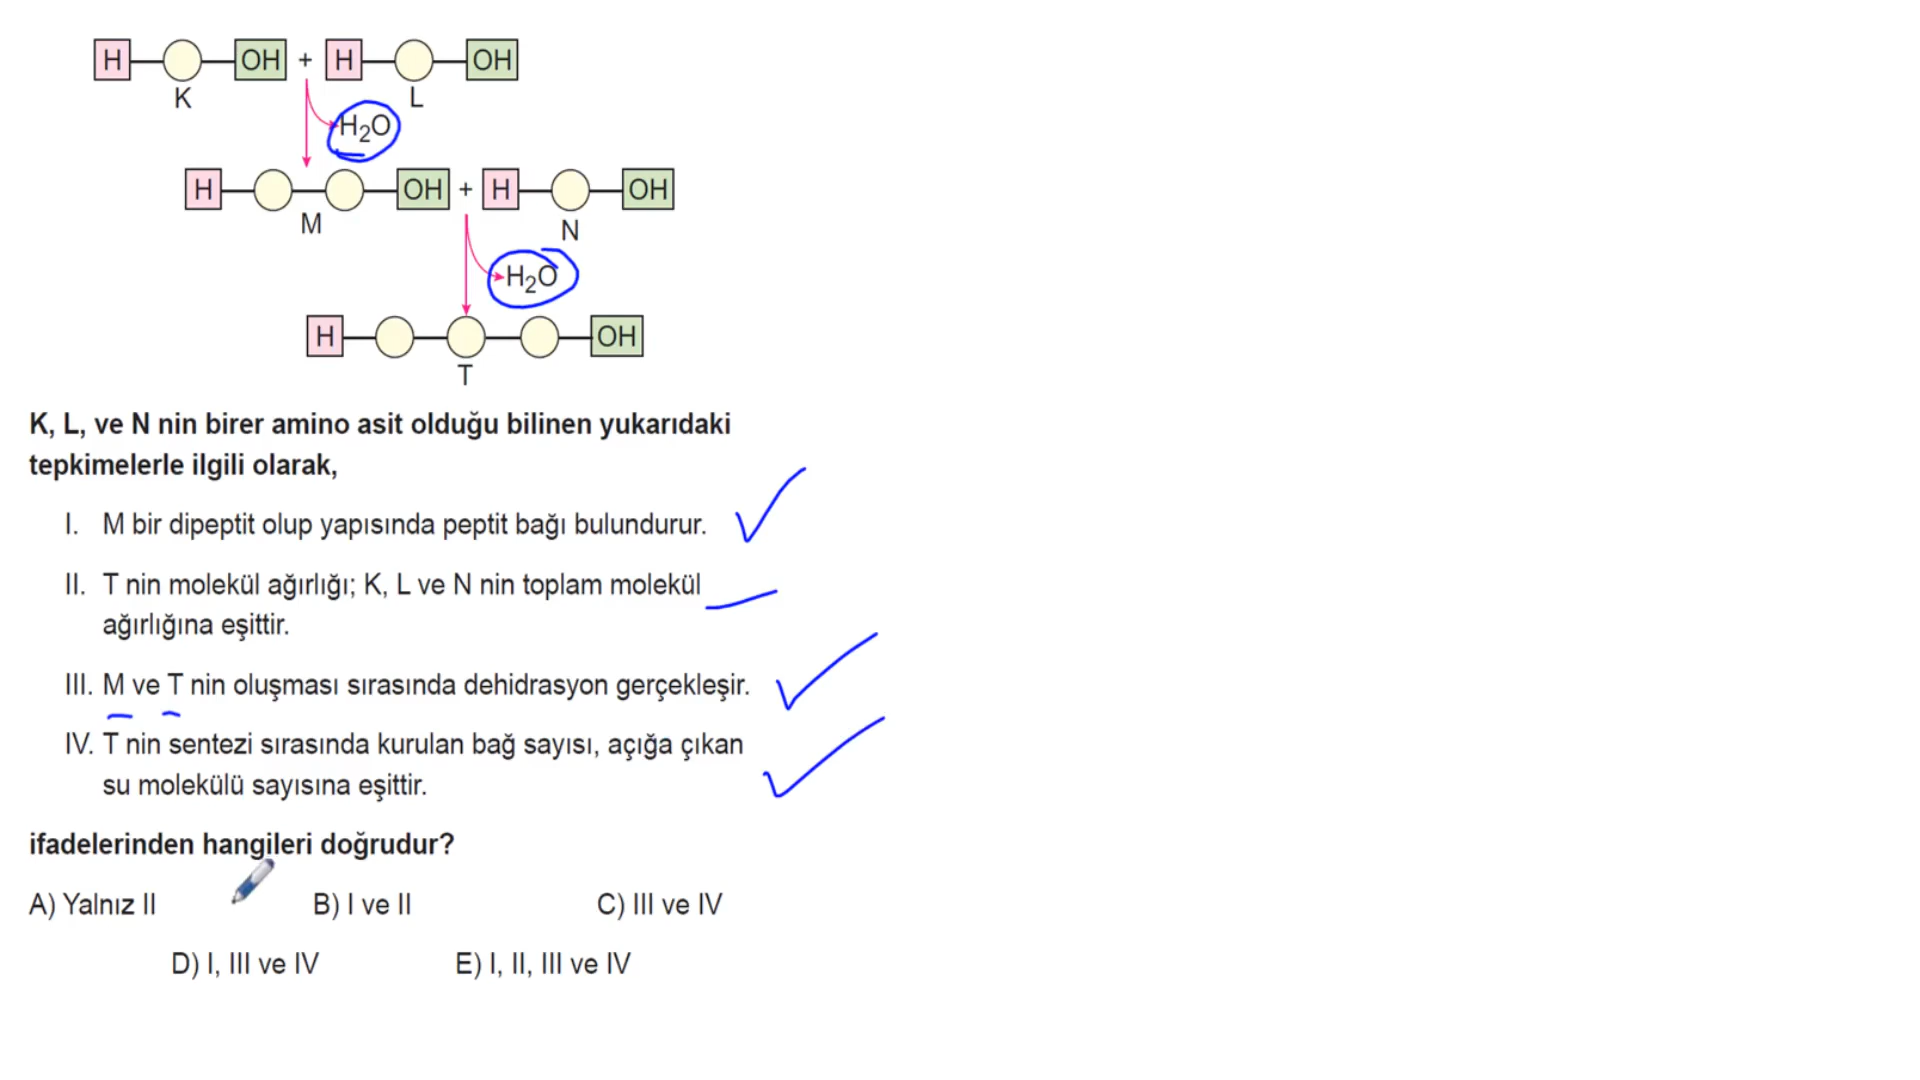 H OH + H OH
K L
H₂O
H OH + H OH
M N
H₂O
H OH
T
K, L, ve N nin birer amino asit olduğu bilinen yukarıdaki
tepkimelerle ilgili olarak,
I. M bir dipeptit olup yapısında peptit bağı bulundurur.
II. T nin molekül ağırlığı; K, L ve N nin toplam molekül
ağırlığına eşittir.
III. M ve T nin oluşması sırasında dehidrasyon gerçekleşir.
IV. T nin sentezi sırasında kurulan bağ sayısı, açığa çıkan
su molekülü sayısına eşittir.
ifadelerinden hangileri doğrudur?
A) Yalnız II B) I ve II C) III ve IV
D) I, III ve IV E) I, II, III ve IV